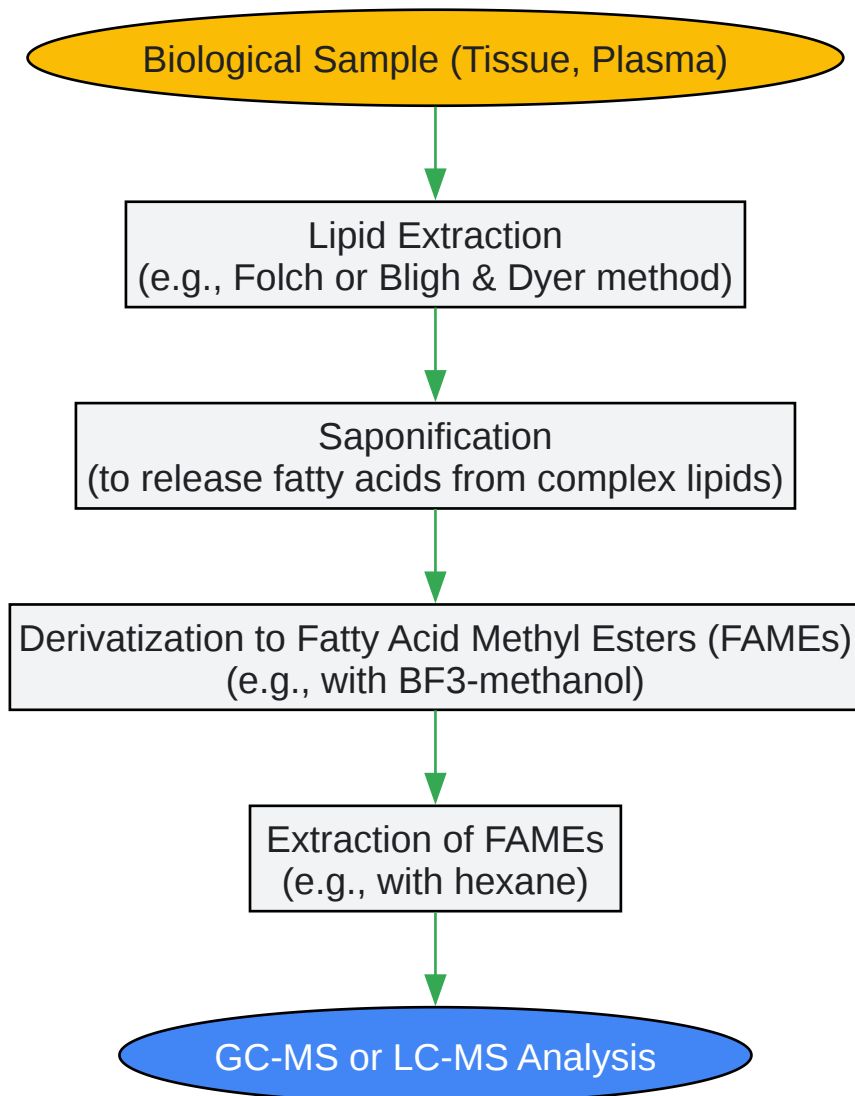 Biological Sample (Tissue, Plasma)
Lipid Extraction
(e.g., Folch or Bligh & Dyer method)
Saponification
(to release fatty acids from complex lipids)
Derivatization to Fatty Acid Methyl Esters (FAMEs)
(e.g., with BF3-methanol)
Extraction of FAMEs
(e.g., with hexane)
GC-MS or LC-MS Analysis